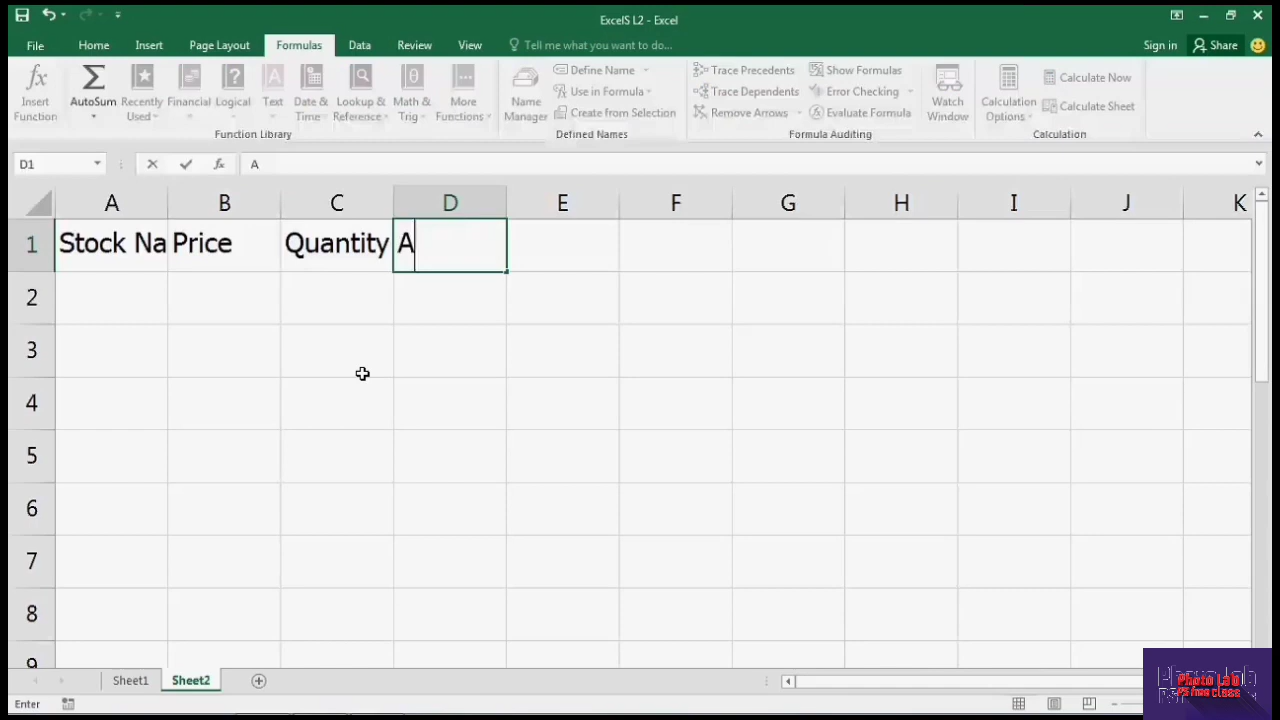 ExcelS L2 - Excel
File Home Insert Page Layout Formulas Data Review View Tell me what you want to do... Sign in Share
Insert Function
AutoSum
Recently Used
Financial
Logical
Text
Date & Time
Lookup & Reference
Math & Trig
More Functions
Function Library
Name Manager
Define Name
Use in Formula
Create from Selection
Defined Names
Trace Precedents
Trace Dependents
Remove Arrows
Show Formulas
Error Checking
Evaluate Formula
Formula Auditing
Watch Window
Calculation Options
Calculate Now
Calculate Sheet
Calculation
D1 fx A
A B C D E F G H I J K
1 Stock Na Price Quantity A
2
3
4
5
6
7
8
9
Sheet1 Sheet2
Enter
Photo Lab